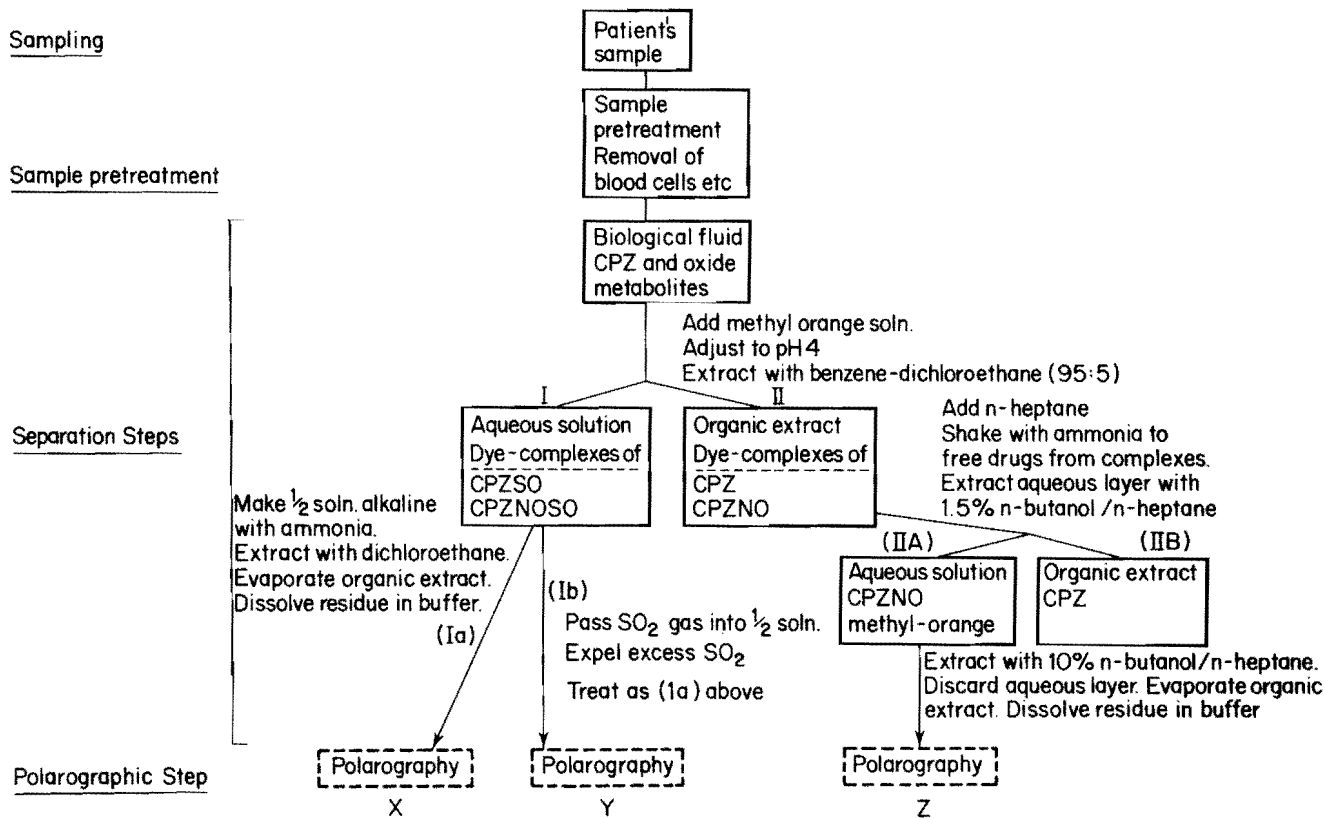 Sampling
Patient's
sample
Sample
pretreatment
Removal of
blood cells etc
Sample pretreatment
Biological fluid
CPZ and oxide
metabolites
Add methyl orange soln.
Adjust to pH 4
Extract with benzene-dichloroethane (95:5)
Separation Steps
I
Aqueous solution
Dye-complexes of
CPZSO
CPZNOSO
II
Organic extract
Dye-complexes of
CPZ
CPZNO
Add n-heptane
Shake with ammonia to
free drugs from complexes.
Extract aqueous layer with
1.5% n-butanol/n-heptane
Make ½ soln. alkaline
with ammonia.
Extract with dichloroethane.
Evaporate organic extract.
Dissolve residue in buffer.
(Ia)
(Ib)
Pass SO₂ gas into ½ soln.
Expel excess SO₂
Treat as (1a) above
(IIA)
Aqueous solution
CPZNO
methyl-orange
(IIB)
Organic extract
CPZ
Extract with 10% n-butanol/n-heptane.
Discard aqueous layer. Evaporate organic
extract. Dissolve residue in buffer
Polarographic Step
Polarography
X
Polarography
Y
Polarography
Z